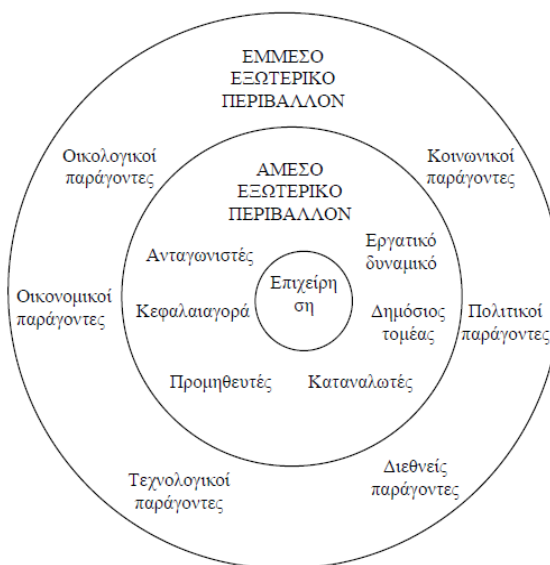 ΕΜΜΕΣΟ
ΕΞΩΤΕΡΙΚΟ
ΠΕΡΙΒΑΛΛΟΝ
Οικολογικοί
παράγοντες
Κοινωνικοί
παράγοντες
ΑΜΕΣΟ
ΕΞΩΤΕΡΙΚΟ
ΠΕΡΙΒΑΛΛΟΝ
Ανταγωνιστές
Εργατικό
δυναμικό
Επιχείρη
ση
Οικονομικοί
παράγοντες
Κεφαλαιαγορά
Δημόσιος
τομέας
Πολιτικοί
παράγοντες
Προμηθευτές
Καταναλωτές
Τεχνολογικοί
παράγοντες
Διεθνείς
παράγοντες